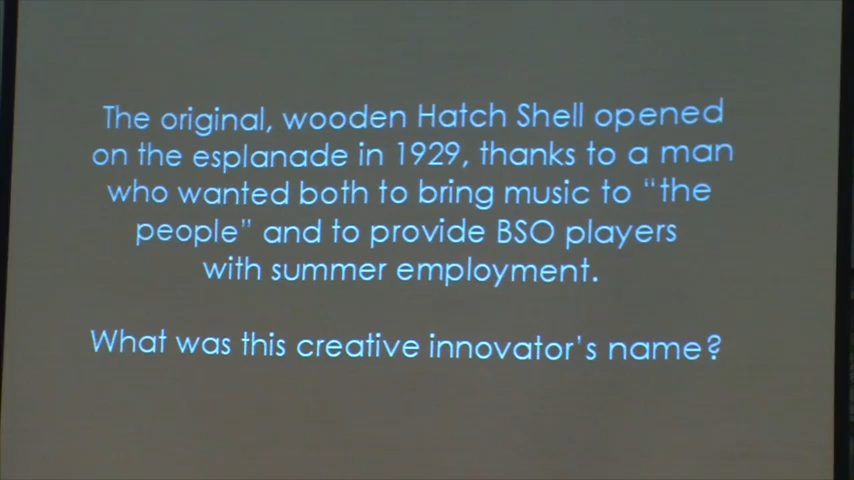 The original, wooden Hatch Shell opened
on the esplanade in 1929, thanks to a man
who wanted both to bring music to “the
people” and to provide BSO players
with summer employment.
What was this creative innovator’s name?